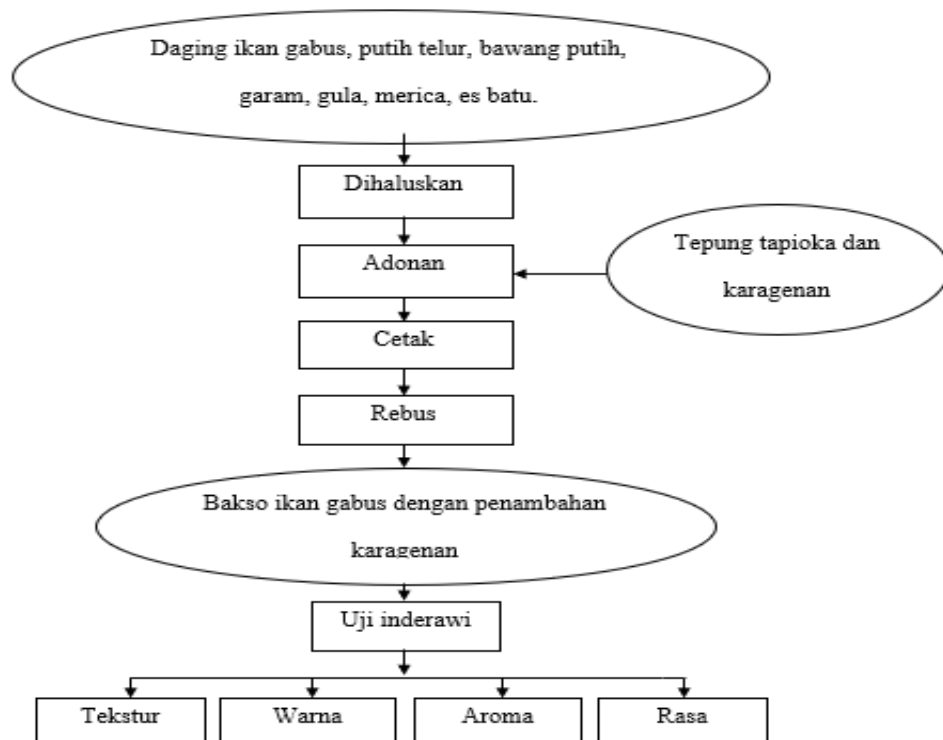 Daging ikan gabus, putih telur, bawang putih,
garam, gula, merica, es batu.
Dihaluskan
Adonan
Tepung tapioka dan
karagenan
Cetak
Rebus
Bakso ikan gabus dengan penambahan
karagenan
Uji inderawi
Tekstur
Warna
Aroma
Rasa